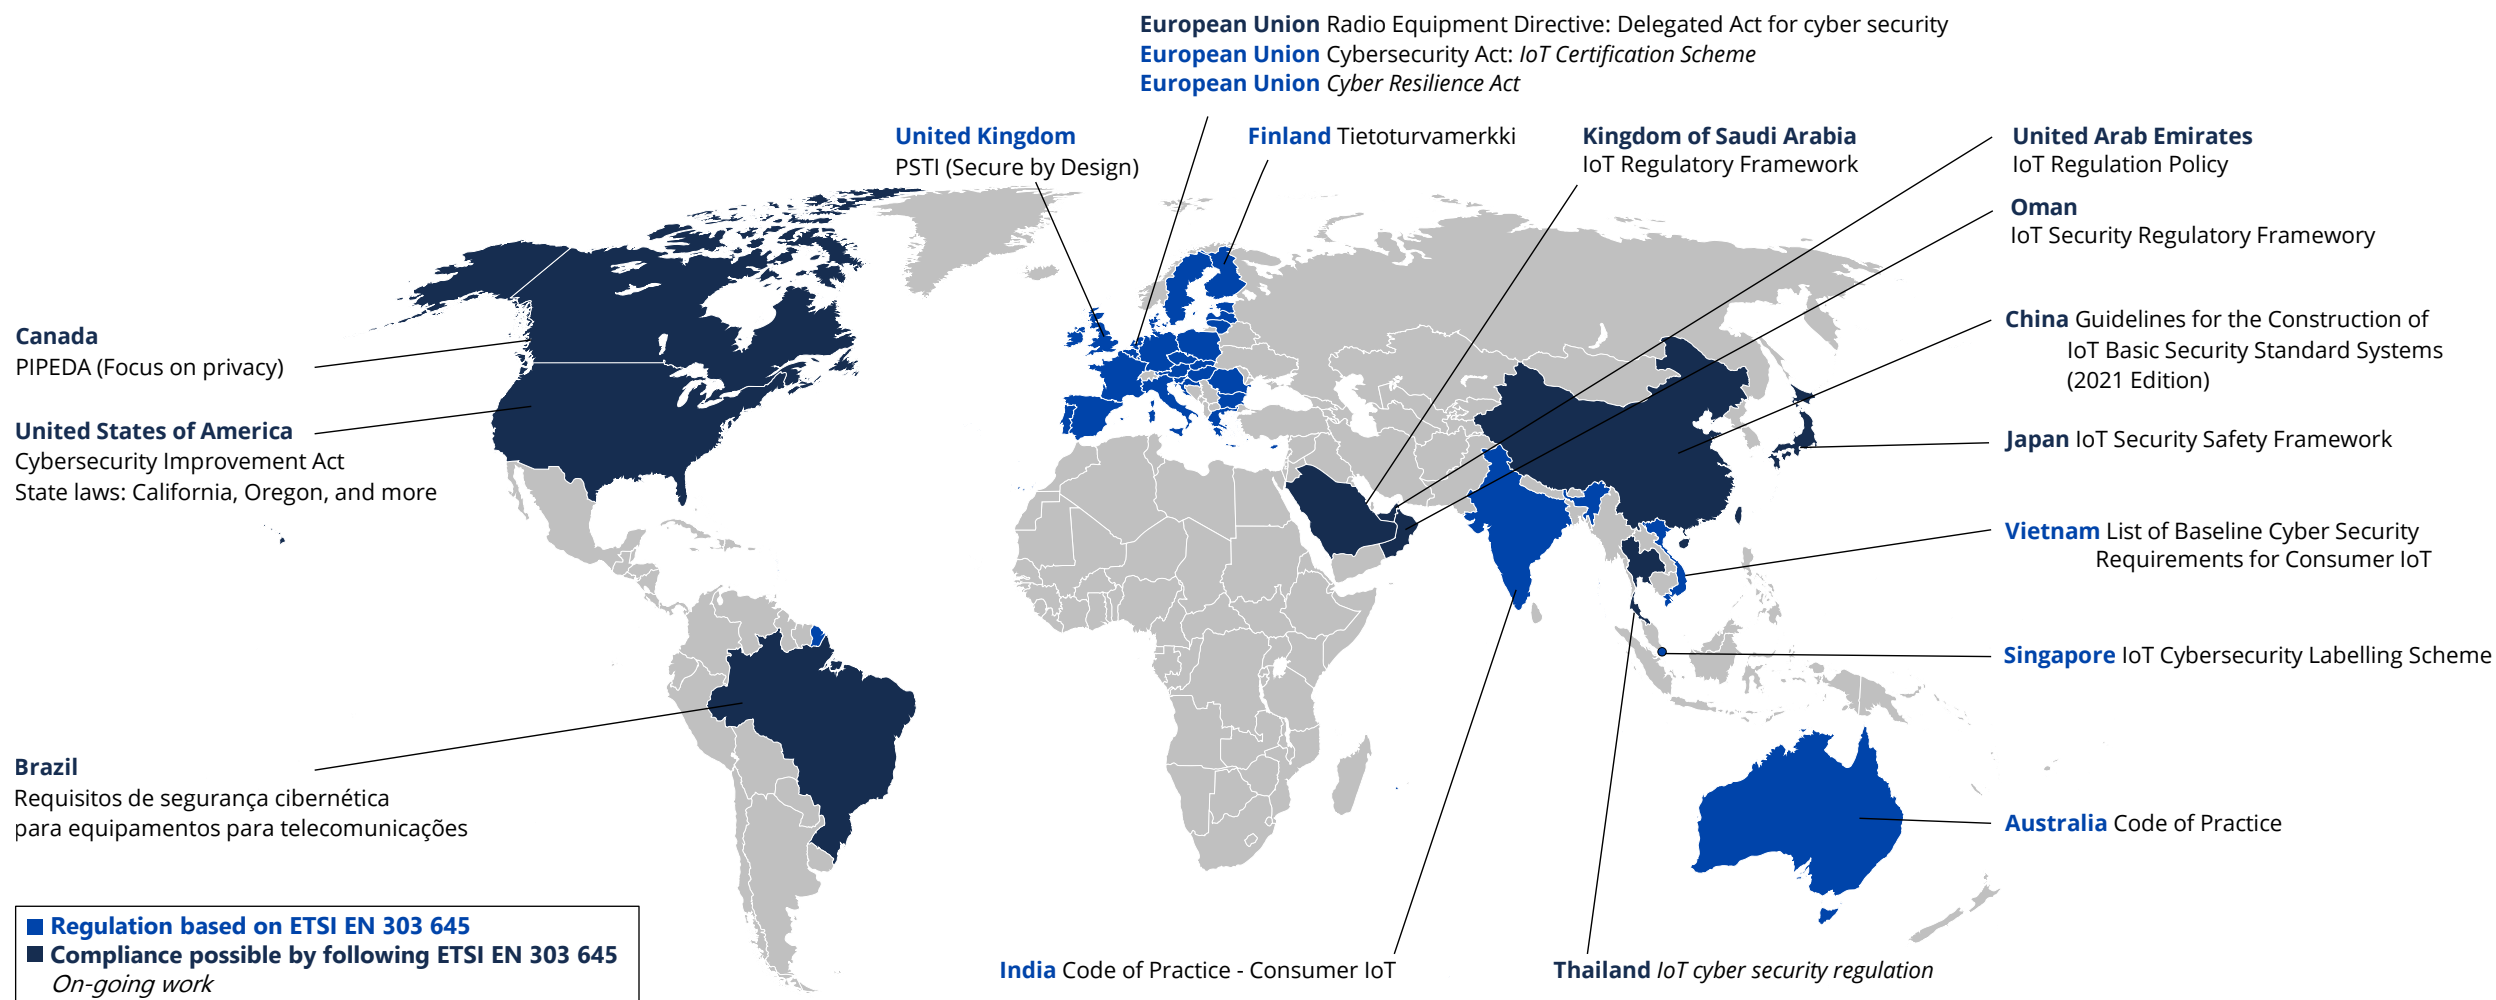 European Union Radio Equipment Directive: Delegated Act for cyber security
European Union Cybersecurity Act: IoT Certification Scheme
European Union Cyber Resilience Act
United Kingdom
PSTI (Secure by Design)
Finland Tietoturvamerkki
Kingdom of Saudi Arabia
IoT Regulatory Framework
United Arab Emirates
IoT Regulation Policy
Oman
IoT Security Regulatory Framewory
Canada
PIPEDA (Focus on privacy)
China Guidelines for the Construction of
IoT Basic Security Standard Systems
(2021 Edition)
United States of America
Cybersecurity Improvement Act
State laws: California, Oregon, and more
Japan IoT Security Safety Framework
Vietnam List of Baseline Cyber Security
Requirements for Consumer IoT
Singapore IoT Cybersecurity Labelling Scheme
Brazil
Requisitos de segurança cibernética
para equipamentos para telecomunicações
Australia Code of Practice
Regulation based on ETSI EN 303 645
Compliance possible by following ETSI EN 303 645
On-going work
India Code of Practice - Consumer IoT
Thailand IoT cyber security regulation